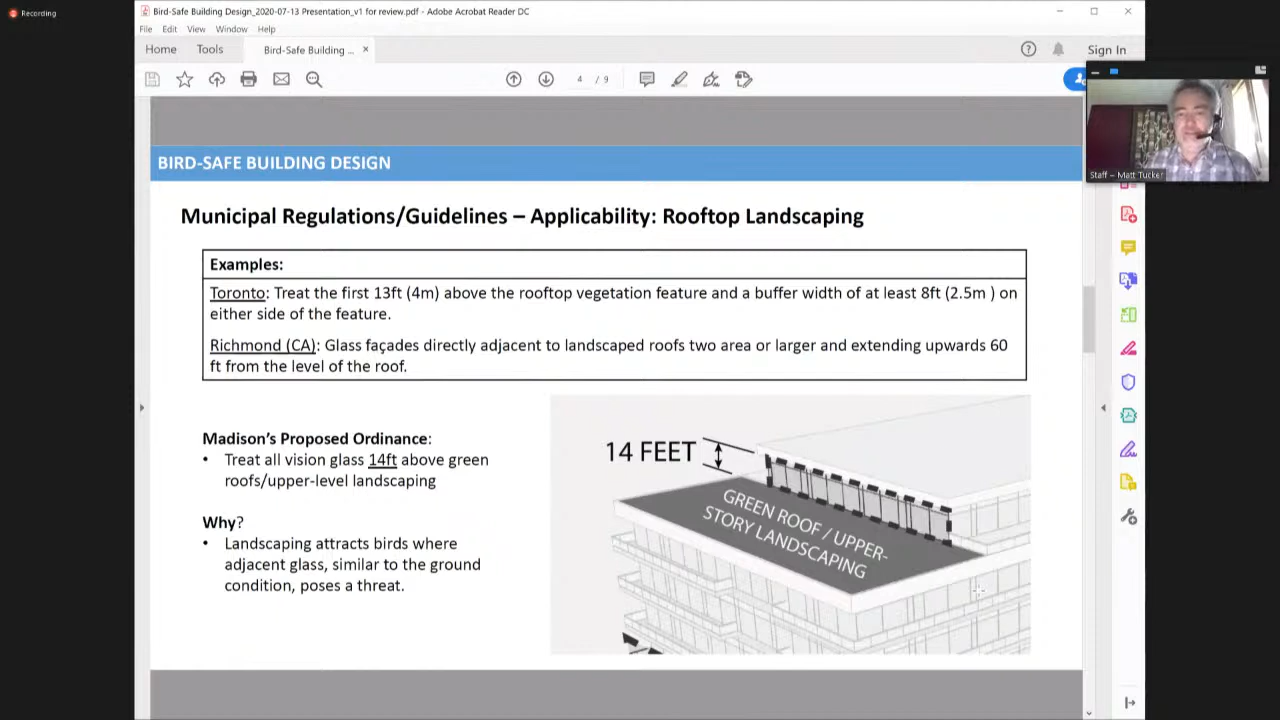 Recording
Bird-Safe Building Design_2020-07-13 Presentation_v1 for review.pdf - Adobe Acrobat Reader DC
File Edit View Window Help
Home Tools Bird-Safe Building ... × Sign In
4 / 9
Staff – Matt Tucker
BIRD-SAFE BUILDING DESIGN
Municipal Regulations/Guidelines – Applicability: Rooftop Landscaping
Examples:
Toronto: Treat the first 13ft (4m) above the rooftop vegetation feature and a buffer width of at least 8ft (2.5m ) on
either side of the feature.
Richmond (CA): Glass façades directly adjacent to landscaped roofs two area or larger and extending upwards 60
ft from the level of the roof.
Madison's Proposed Ordinance:
• Treat all vision glass 14ft above green
roofs/upper-level landscaping
Why?
• Landscaping attracts birds where
adjacent glass, similar to the ground
condition, poses a threat.
14 FEET
GREEN ROOF / UPPER-
STORY LANDSCAPING